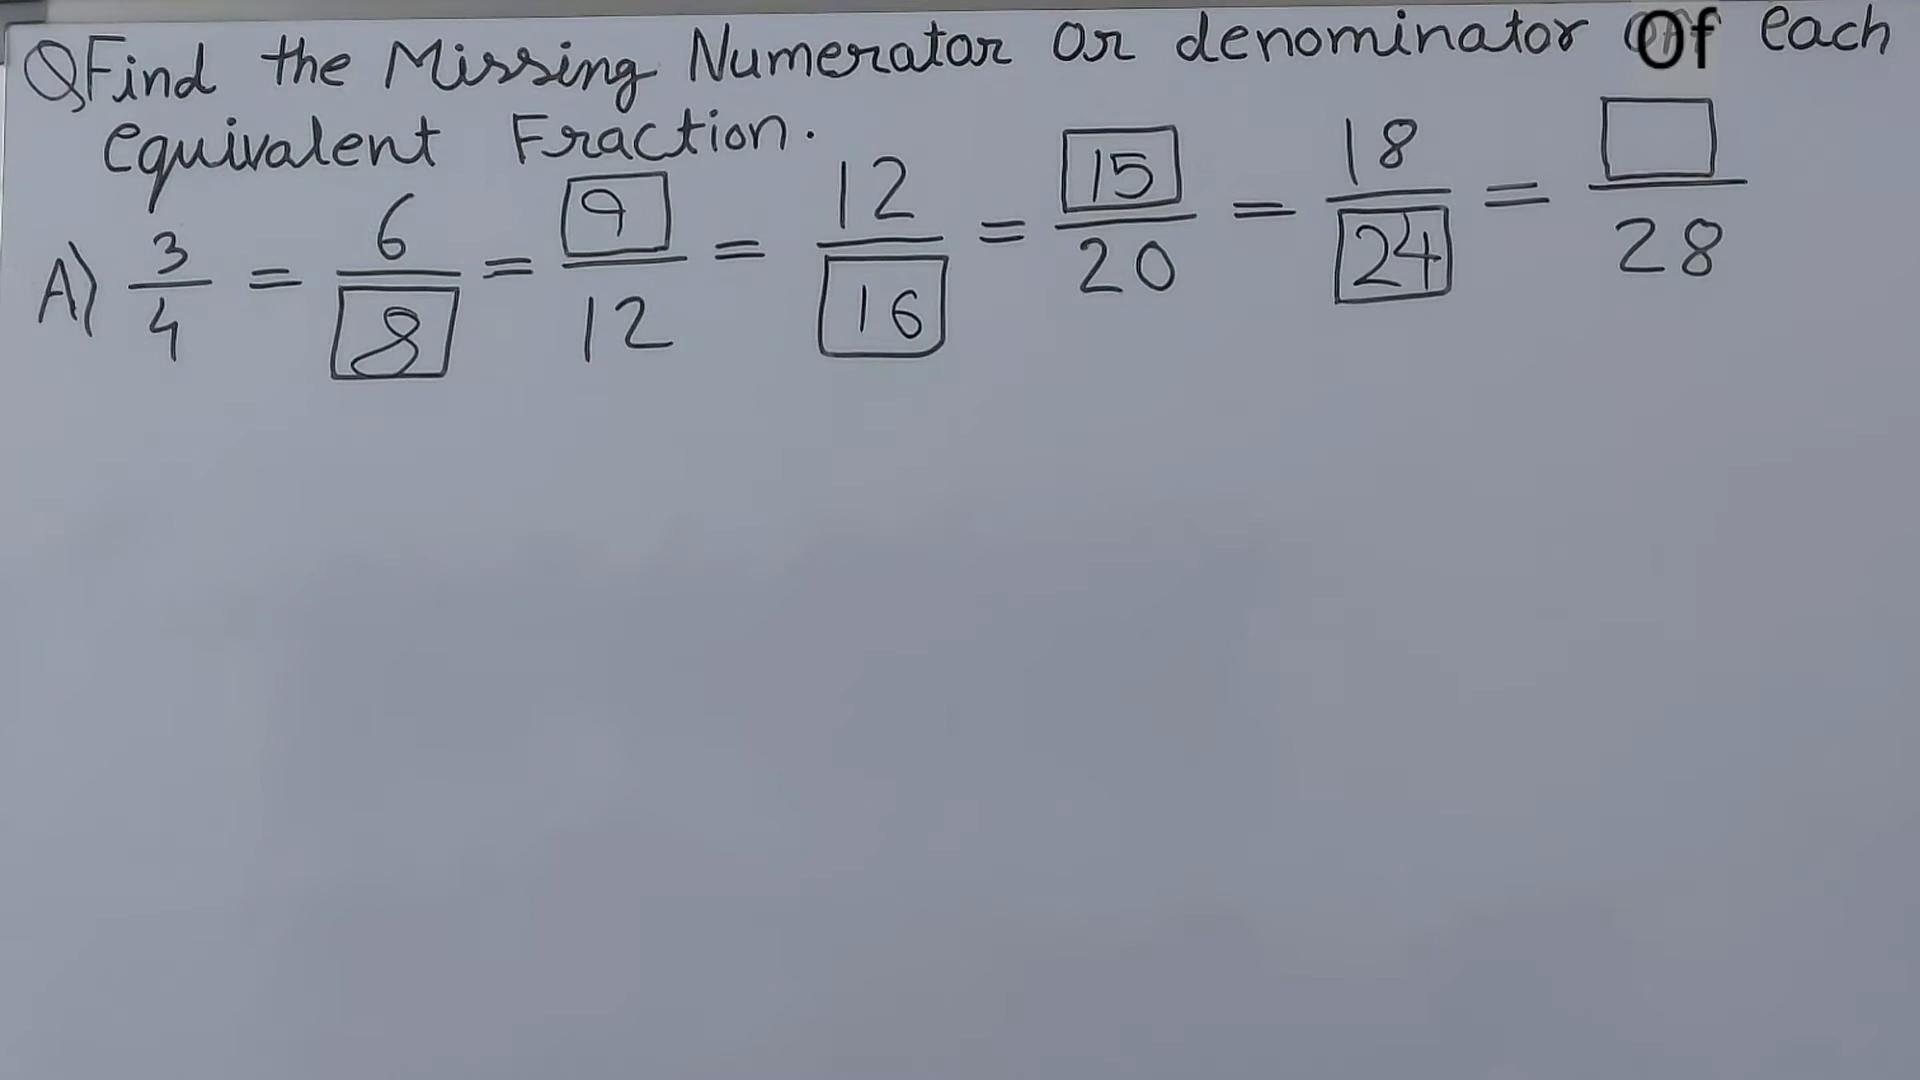 Q Find the Missing Numerator or denominator Of each
equivalent Fraction.
A) 3/4 = 6/8 = 9/12 = 12/16 = 15/20 = 18/24 = □/28